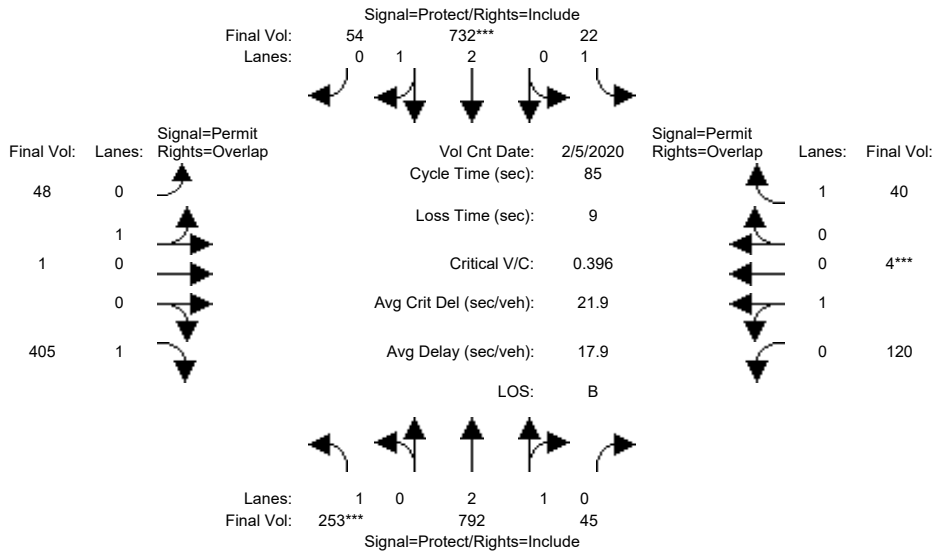 Signal=Protect/Rights=Include
Final Vol: 54 732*** 22
Lanes: 0 1 2 0 1
Signal=Permit Signal=Permit
Final Vol: Lanes: Rights=Overlap Vol Cnt Date: 2/5/2020 Rights=Overlap Lanes: Final Vol:
Cycle Time (sec): 85
48 0 1 40
Loss Time (sec): 9
1 0
1 0 Critical V/C: 0.396 0 4***
0 Avg Crit Del (sec/veh): 21.9 1
405 1 Avg Delay (sec/veh): 17.9 0 120
LOS: B
Lanes: 1 0 2 1 0
Final Vol: 253*** 792 45
Signal=Protect/Rights=Include